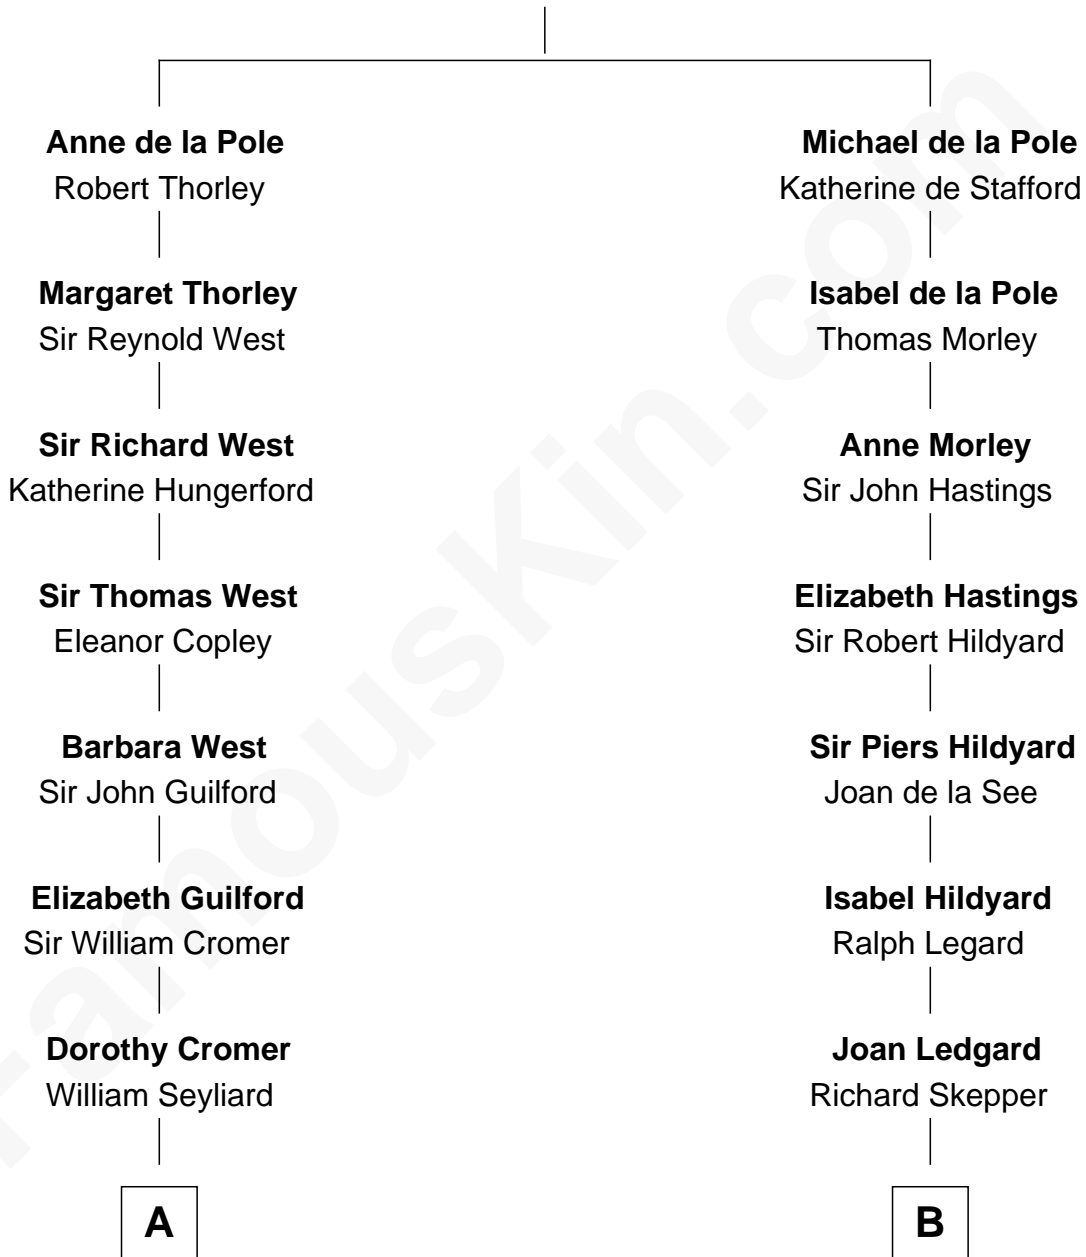 Anne de la Pole
Robert Thorley
Margaret Thorley
Sir Reynold West
Sir Richard West
Katherine Hungerford
Sir Thomas West
Eleanor Copley
Barbara West
Sir John Guilford
Elizabeth Guilford
Sir William Cromer
Dorothy Cromer
William Seyliard
A
Michael de la Pole
Katherine de Stafford
Isabel de la Pole
Thomas Morley
Anne Morley
Sir John Hastings
Elizabeth Hastings
Sir Robert Hildyard
Sir Piers Hildyard
Joan de la See
Isabel Hildyard
Ralph Legard
Joan Ledgard
Richard Skepper
B
FamousKin.com